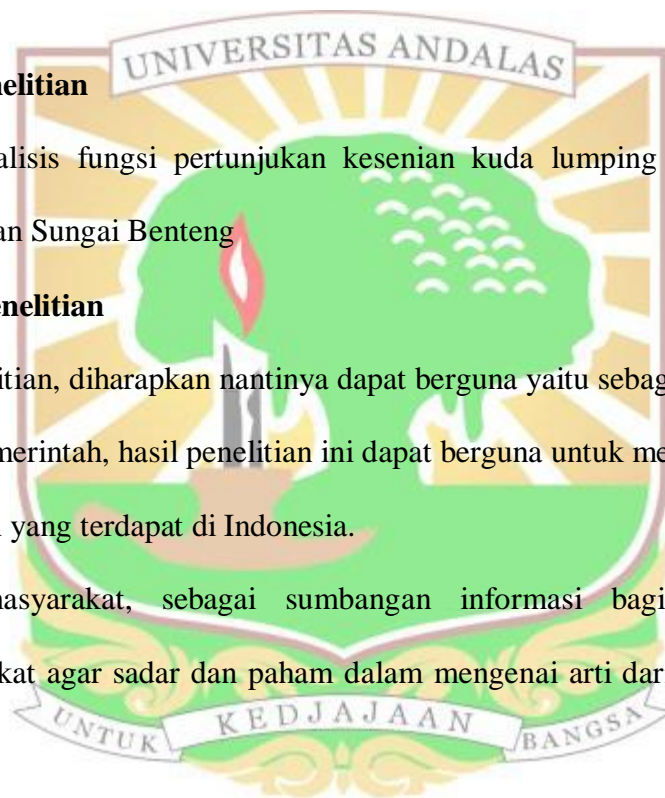 UNIVERSITAS ANDALAS
nelitian
alisis fungsi pertunjukan kesenian kuda lumping
an Sungai Benteng
enelitian
itian, diharapkan nantinya dapat berguna yaitu sebag
merintah, hasil penelitian ini dapat berguna untuk me
yang terdapat di Indonesia.
nasyarakat, sebagai sumbangan informasi bagi
kat agar sadar dan paham dalam mengenai arti dar
UNTUK KEDJAJAAN BANGSA